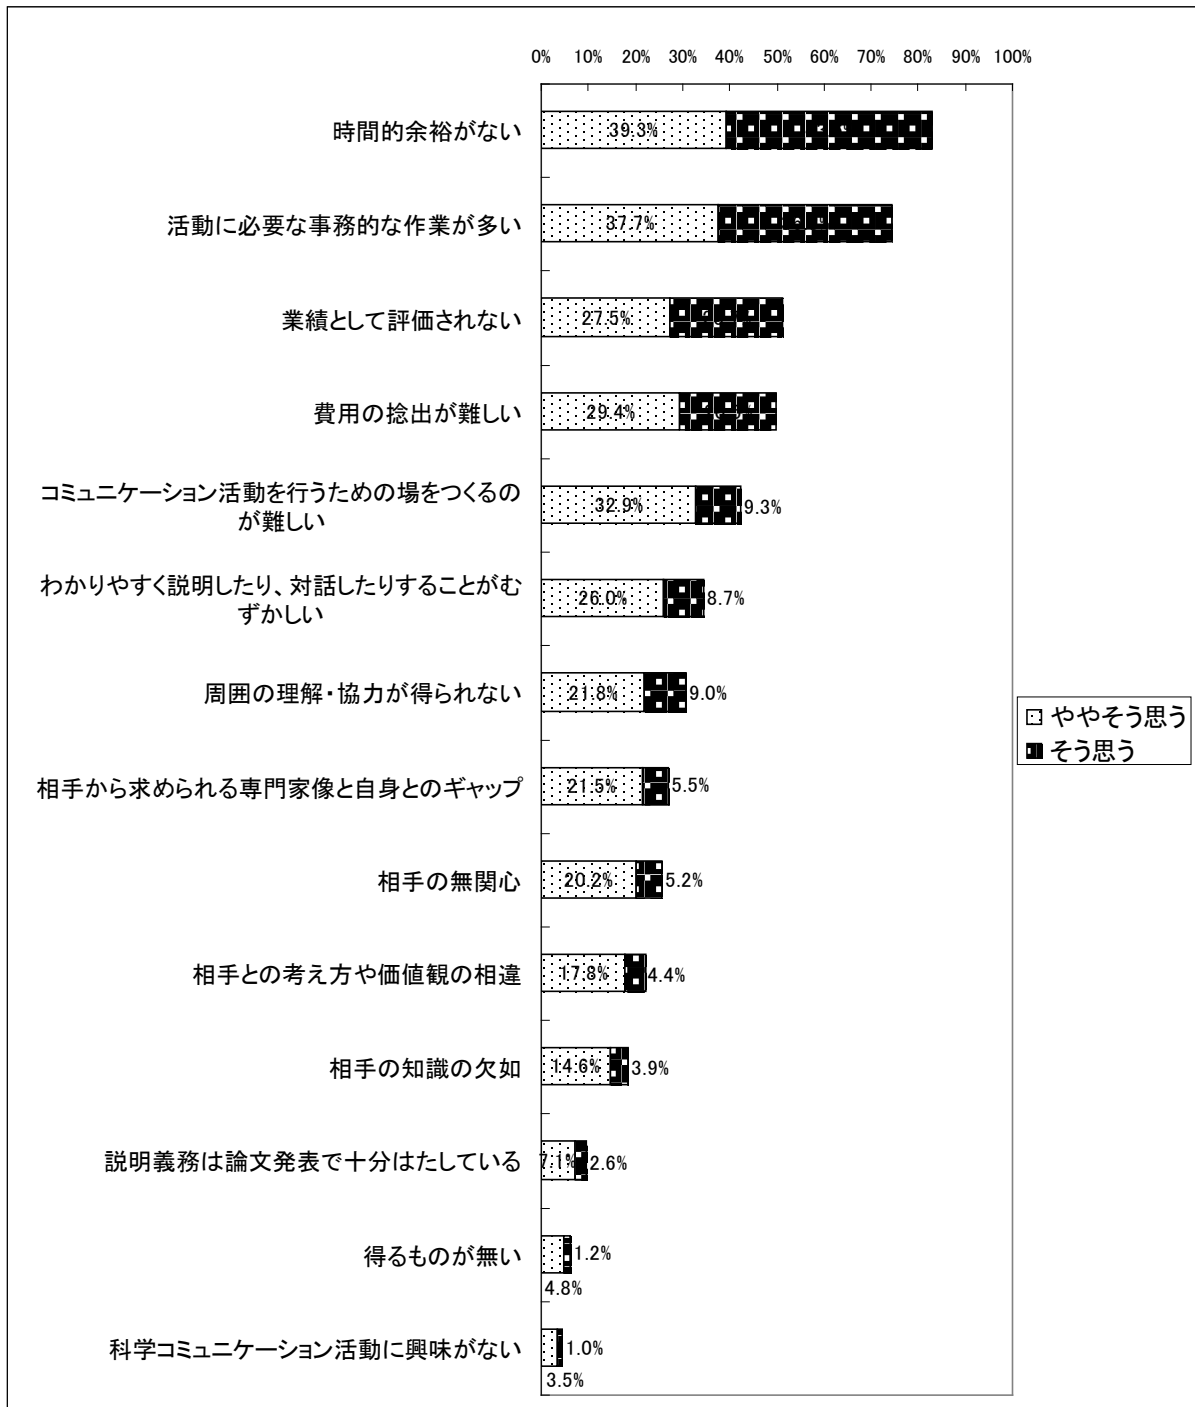 0% 10% 20% 30% 40% 50% 60% 70% 80% 90% 100%
時間的余裕がない
39.3%
活動に必要な事務的な作業が多い
37.7%
業績として評価されない
27.5%
費用の捻出が難しい
29.4%
コミュニケーション活動を行うための場をつくるの
が難しい
32.9% 9.3%
わかりやすく説明したり、対話したりすることがむ
ずかしい
26.0% 8.7%
周囲の理解・協力が得られない
21.8% 9.0%
ややそう思う
そう思う
相手から求められる専門家像と自身とのギャップ
21.5% 5.5%
相手の無関心
20.2% 5.2%
相手との考え方や価値観の相違
17.8% 4.4%
相手の知識の欠如
14.6% 3.9%
説明義務は論文発表で十分はたしている
7.1% 2.6%
得るものが無い
1.2%
4.8%
科学コミュニケーション活動に興味がない
1.0%
3.5%